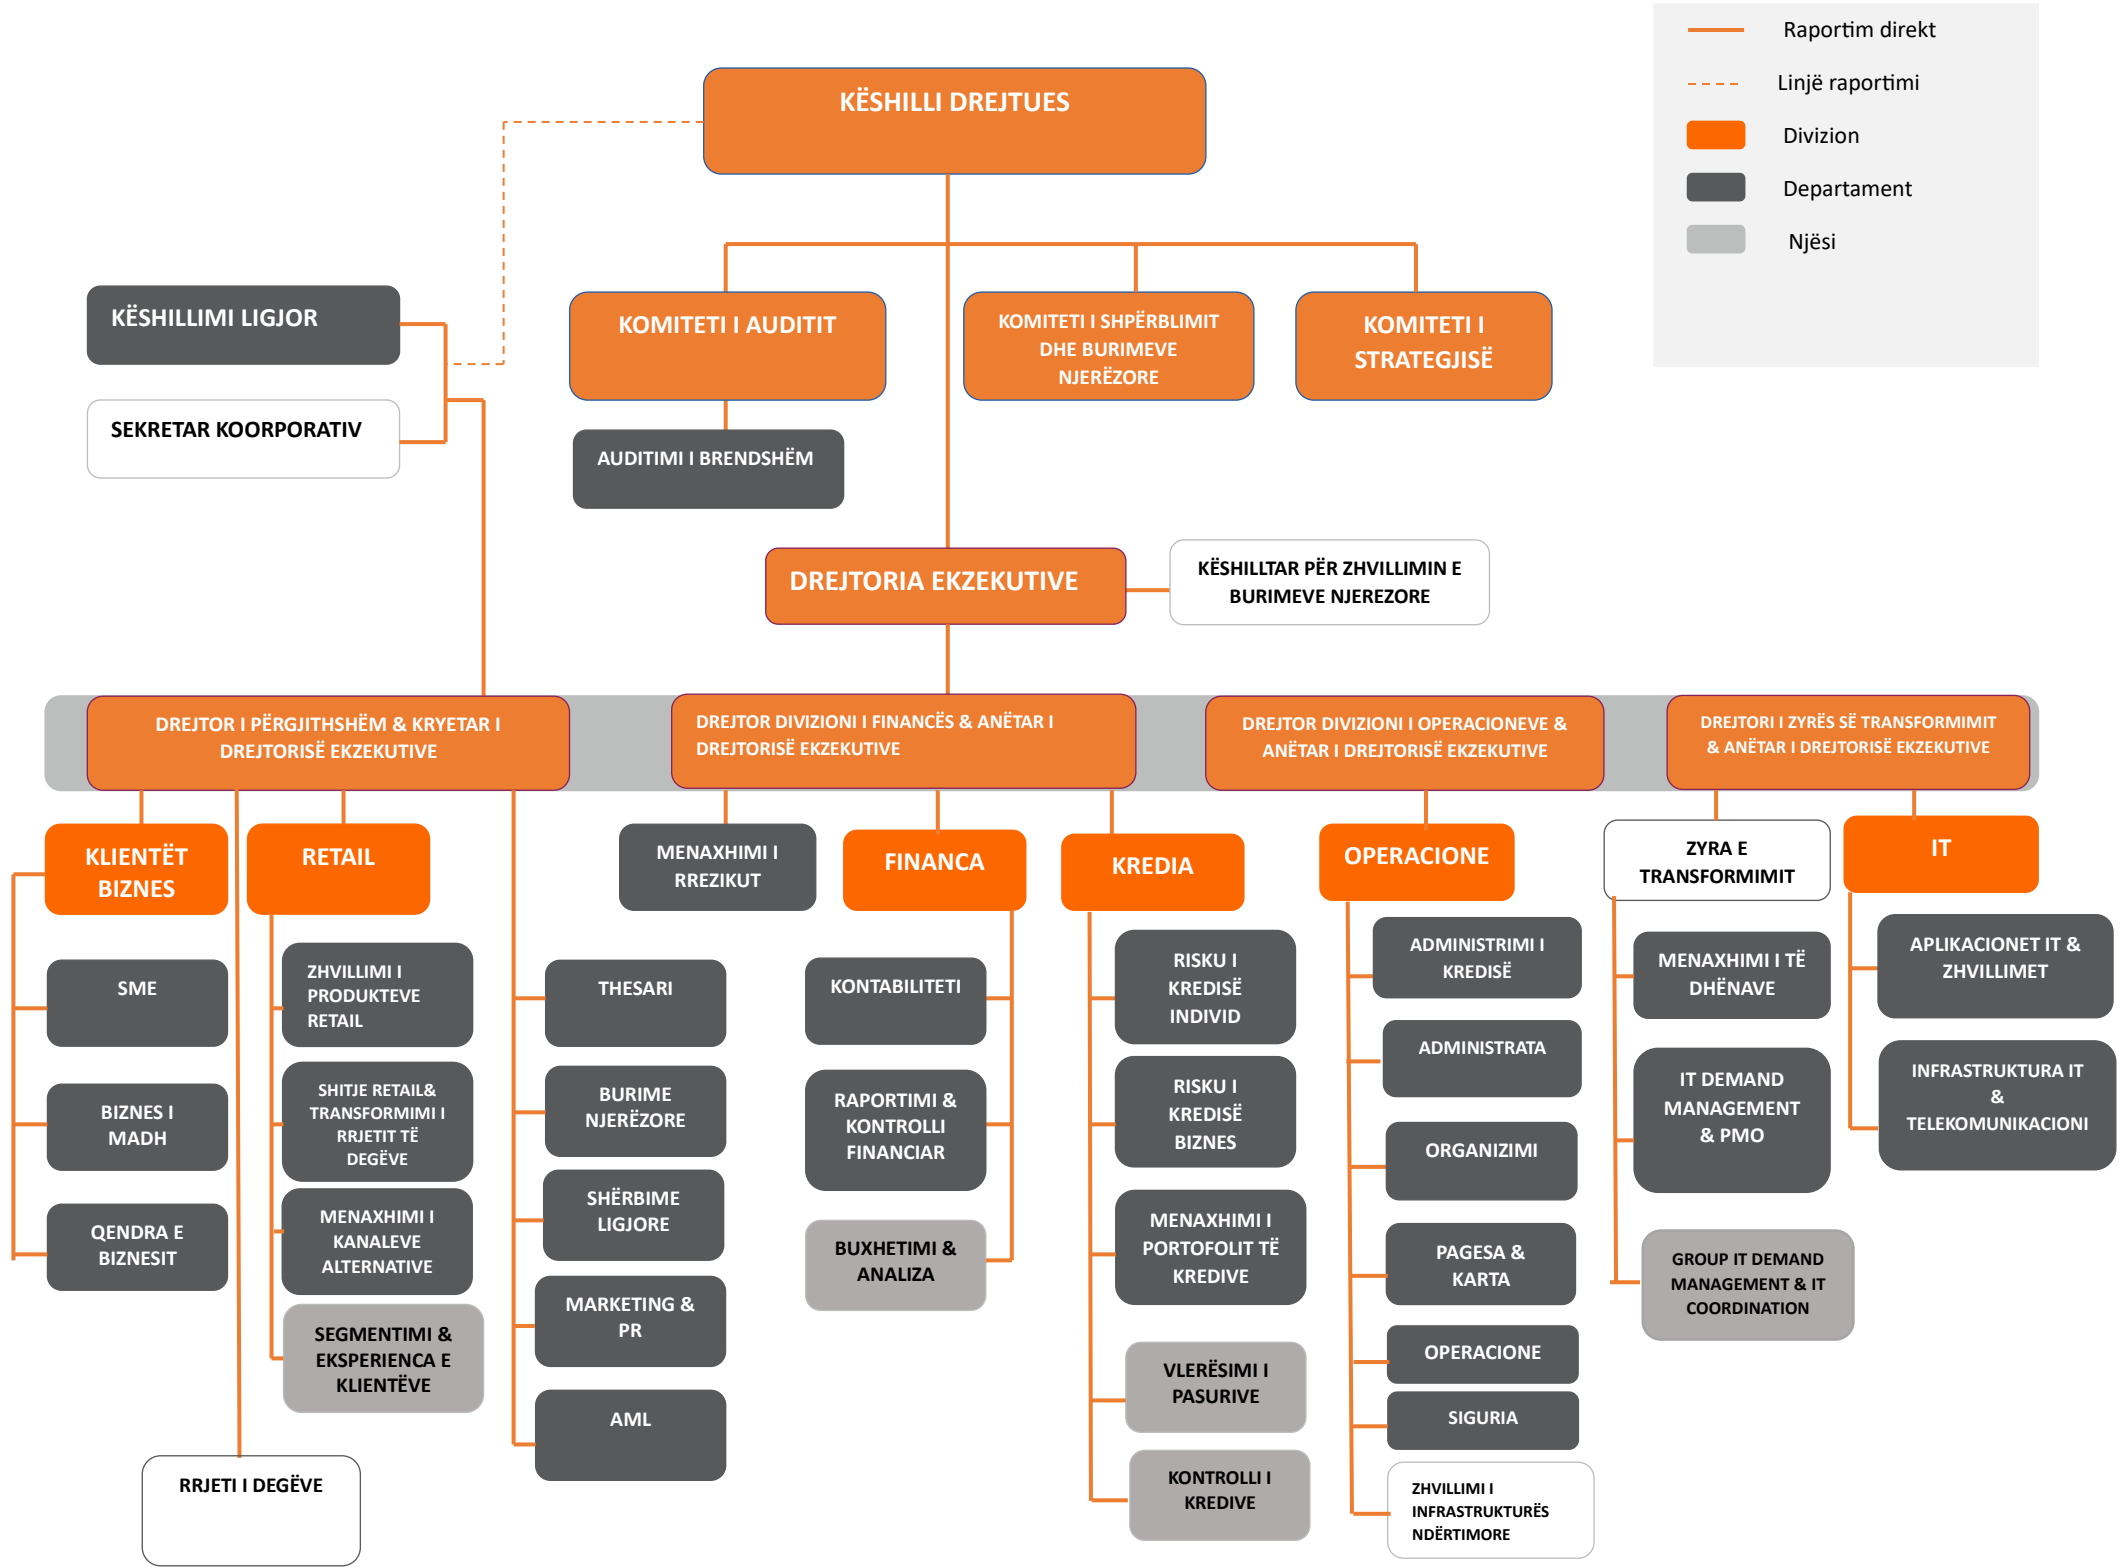 Raportim direkt
Linjë raportimi
Divizion
Departament
Njësi
KËSHILLI DREJTUES
KËSHILLIMI LIGJOR
SEKRETAR KOORPORATIV
KOMITETI I AUDITIT
KOMITETI I SHPËRBLIMIT
DHE BURIMEVE
NJERËZORE
KOMITETI I
STRATEGJISË
AUDITIMI I BRENDSHËM
DREJTORIA EKZEKUTIVE
KËSHILLTAR PËR ZHVILLIMIN E
BURIMEVE NJEREZORE
DREJTOR I PËRGJITHSHËM & KRYETAR I
DREJTORISË EKZEKUTIVE
DREJTOR DIVIZIONI I FINANCËS & ANËTAR I
DREJTORISË EKZEKUTIVE
DREJTOR DIVIZIONI I OPERACIONEVE &
ANËTAR I DREJTORISË EKZEKUTIVE
DREJTORI I ZYRËS SË TRANSFORMIMIT
& ANËTAR I DREJTORISË EKZEKUTIVE
KLIENTËT
BIZNES
SME
BIZNES I
MADH
QENDRA E
BIZNESIT
RRJETI I DEGËVE
RETAIL
ZHVILLIMI I
PRODUKTEVE
RETAIL
SHITJE RETAIL&
TRANSFORMIMI I
RRJETIT TË
DEGËVE
MENAXHIMI I
KANALEVE
ALTERNATIVE
SEGMENTIMI &
EKSPERIENCA E
KLIENTËVE
THESARI
BURIME
NJERËZORE
SHËRBIME
LIGJORE
MARKETING &
PR
AML
MENAXHIMI I
RREZIKUT
FINANCA
KONTABILITETI
RAPORTIMI &
KONTROLLI
FINANCIAR
BUXHETIMI &
ANALIZA
KREDIA
RISKU I
KREDISË
INDIVID
RISKU I
KREDISË
BIZNES
MENAXHIMI I
PORTOFOLIT TË
KREDIVE
VLERËSIMI I
PASURIVE
KONTROLLI I
KREDIVE
OPERACIONE
ADMINISTRIMI I
KREDISË
ADMINISTRATA
ORGANIZIMI
PAGESA &
KARTA
OPERACIONE
SIGURIA
ZHVILLIMI I
INFRASTRUKTURËS
NDËRTIMORE
ZYRA E
TRANSFORMIMIT
MENAXHIMI I TË
DHËNAVE
IT DEMAND
MANAGEMENT
& PMO
GROUP IT DEMAND
MANAGEMENT & IT
COORDINATION
IT
APLIKACIONET IT &
ZHVILLIMET
INFRASTRUKTURA IT
&
TELEKOMUNIKACIONI